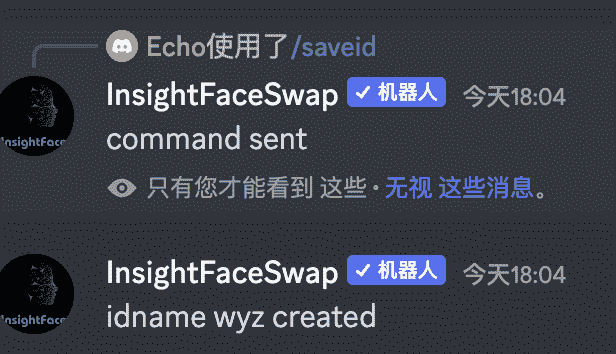 Echo使用了/saveid
InsightFaceSwap ✓ 机器人 今天18:04
command sent
只有您才能看到 这些 · 无视 这些消息。
InsightFace
InsightFaceSwap ✓ 机器人 今天18:04
idname wyz created
InsightFace